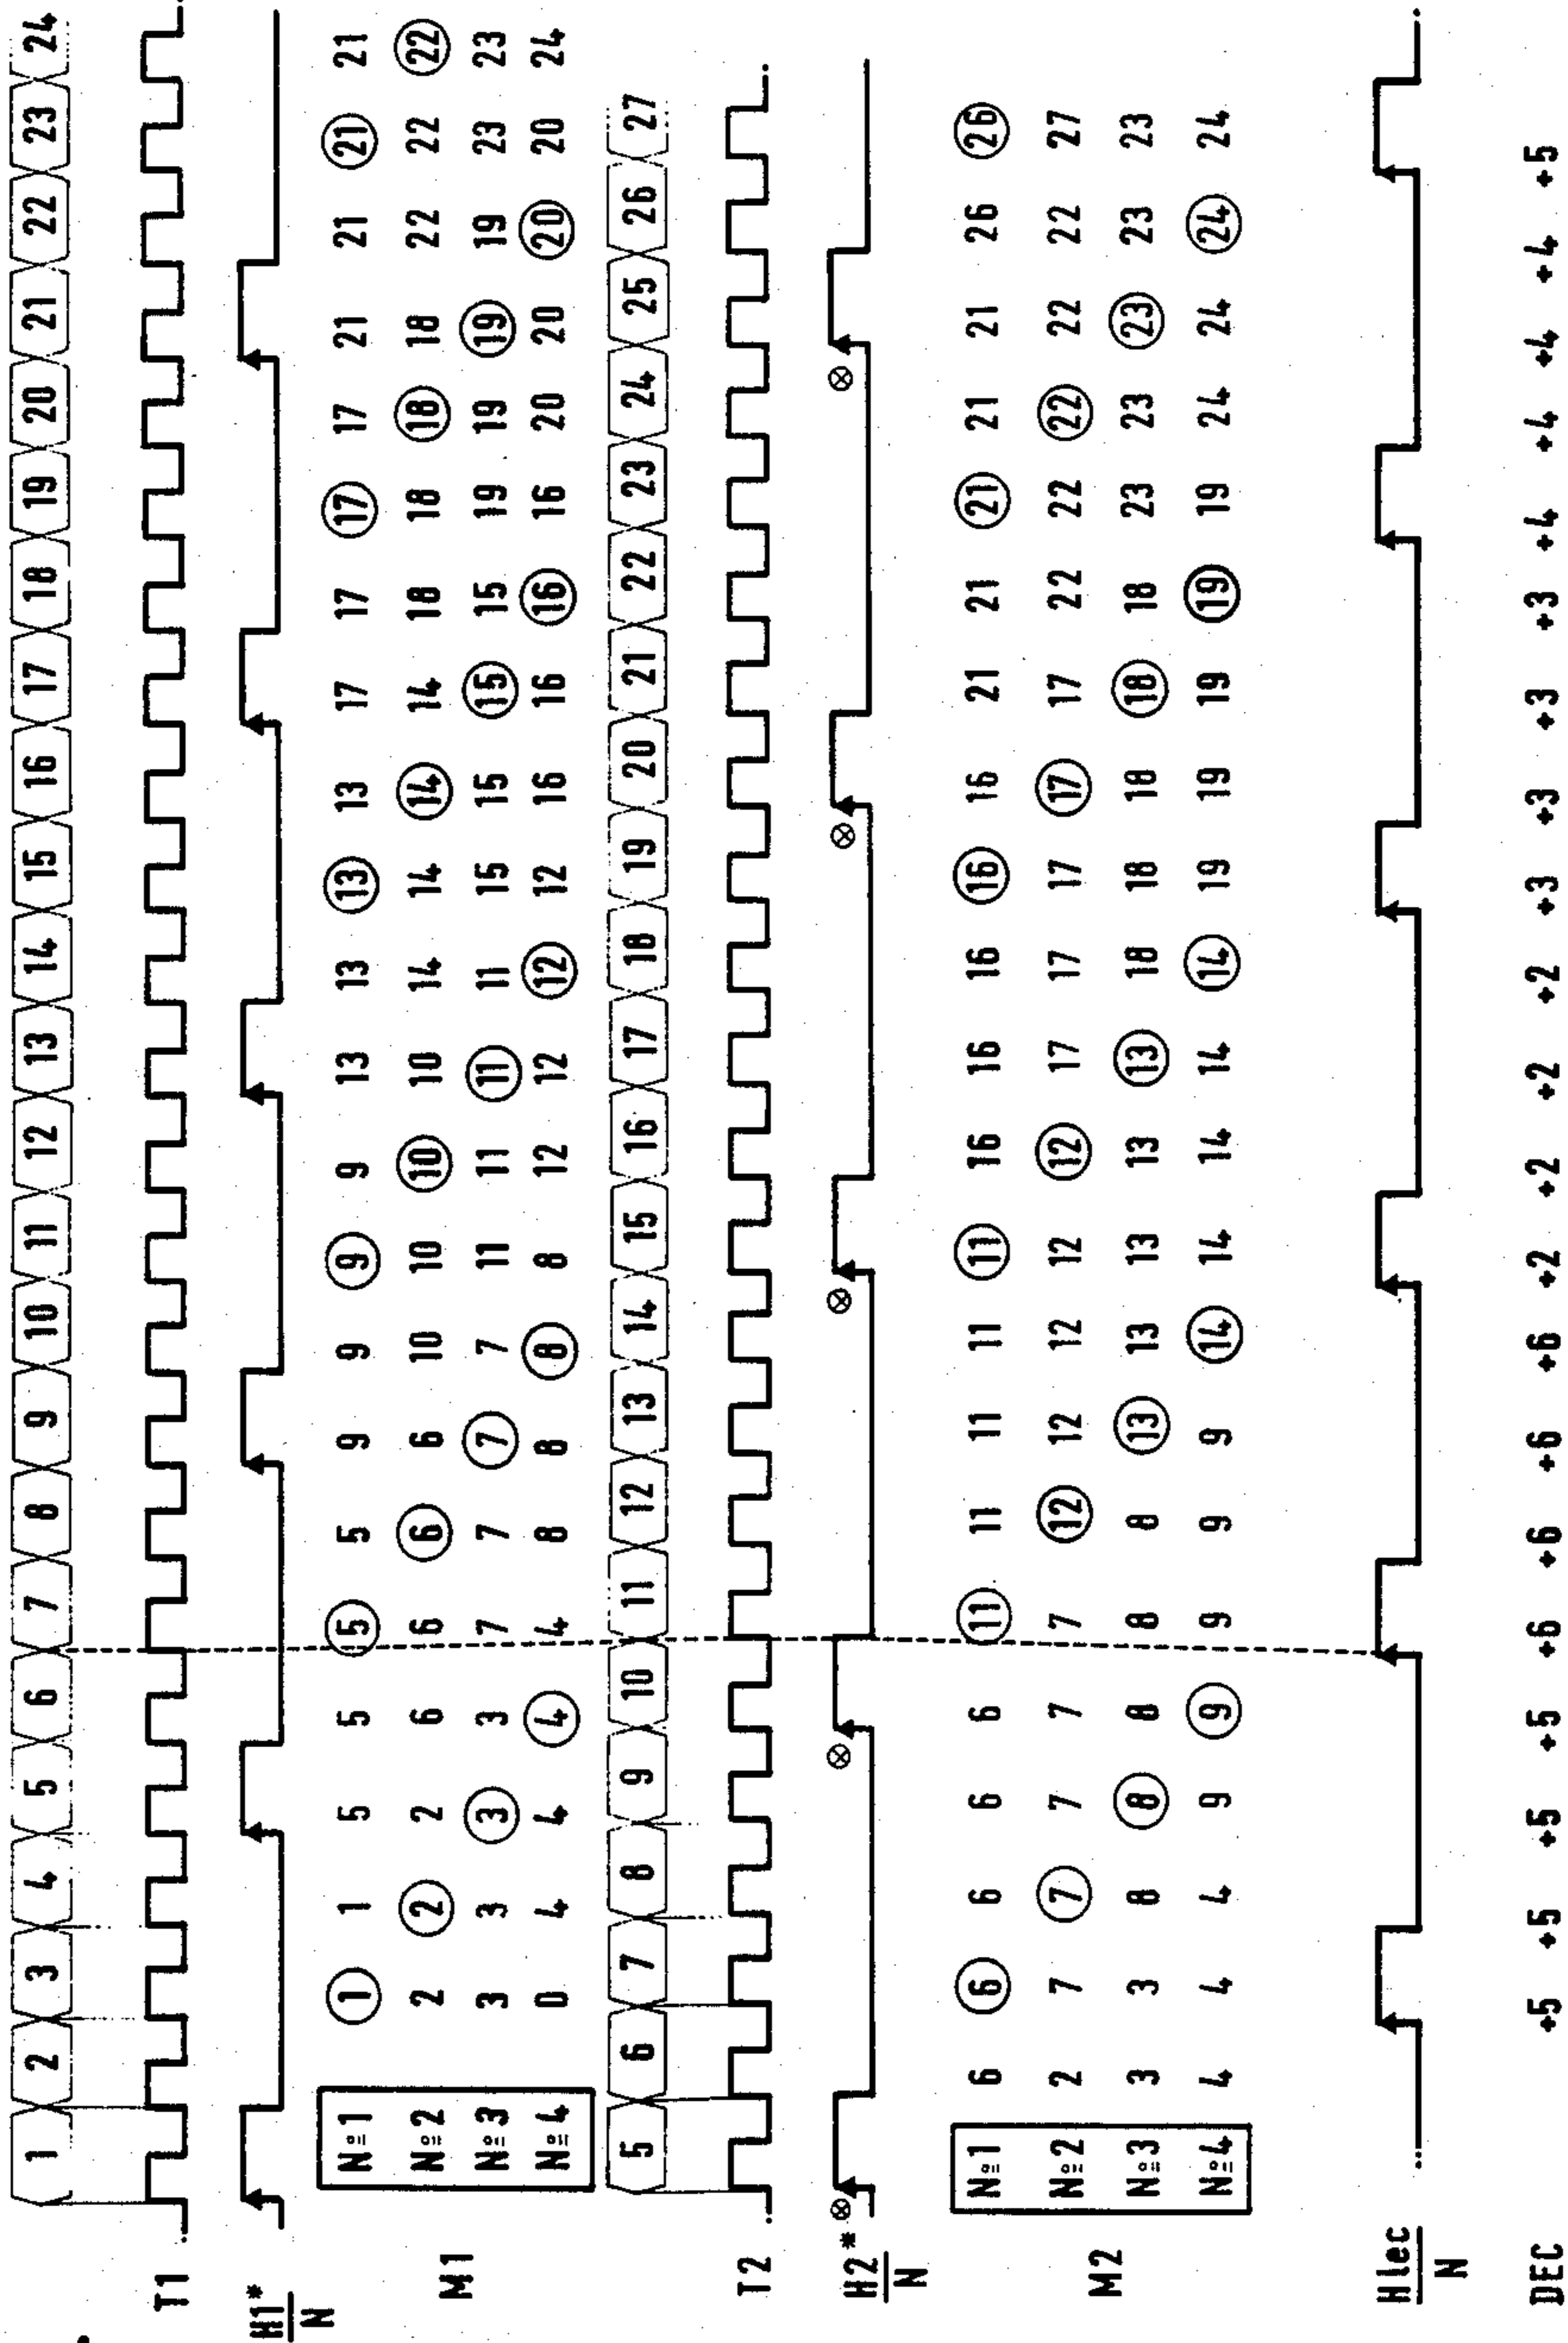 1 2 3 4 5 6 7 8 9 10 11 12 13 14 15 16 17 18 19 20 21 22 23 24
T1
H1*
N
M1
N°1 1 1 5 5 5 5 9 9 9 9 13 13 13 13 17 17 17 17 21 21 21 21
N°2 2 2 2 6 6 6 6 10 10 10 10 14 14 14 14 18 18 18 18 22 22 22
N°3 3 3 3 3 7 7 7 7 11 11 11 11 15 15 15 15 19 19 19 19 23 23
N°4 0 4 4 4 4 8 8 8 8 12 12 12 12 16 16 16 16 20 20 20 20 24
5 6 7 8 9 10 11 12 13 14 15 16 17 18 19 20 21 22 23 24 25 26 27
T2
H2*
N
M2
N°1 6 6 6 6 6 11 11 11 11 11 16 16 16 16 16 21 21 21 21 21 26 26
N°2 2 7 7 7 7 7 12 12 12 12 12 17 17 17 17 17 22 22 22 22 22 27
N°3 3 3 8 8 8 8 8 13 13 13 13 13 18 18 18 18 18 23 23 23 23 23
N°4 4 4 4 9 9 9 9 9 14 14 14 14 14 19 19 19 19 19 24 24 24 24
Hlec
N
DEC +5 +5 +5 +5 +6 +6 +6 +6 +2 +2 +2 +2 +3 +3 +3 +3 +4 +4 +4 +4 +5